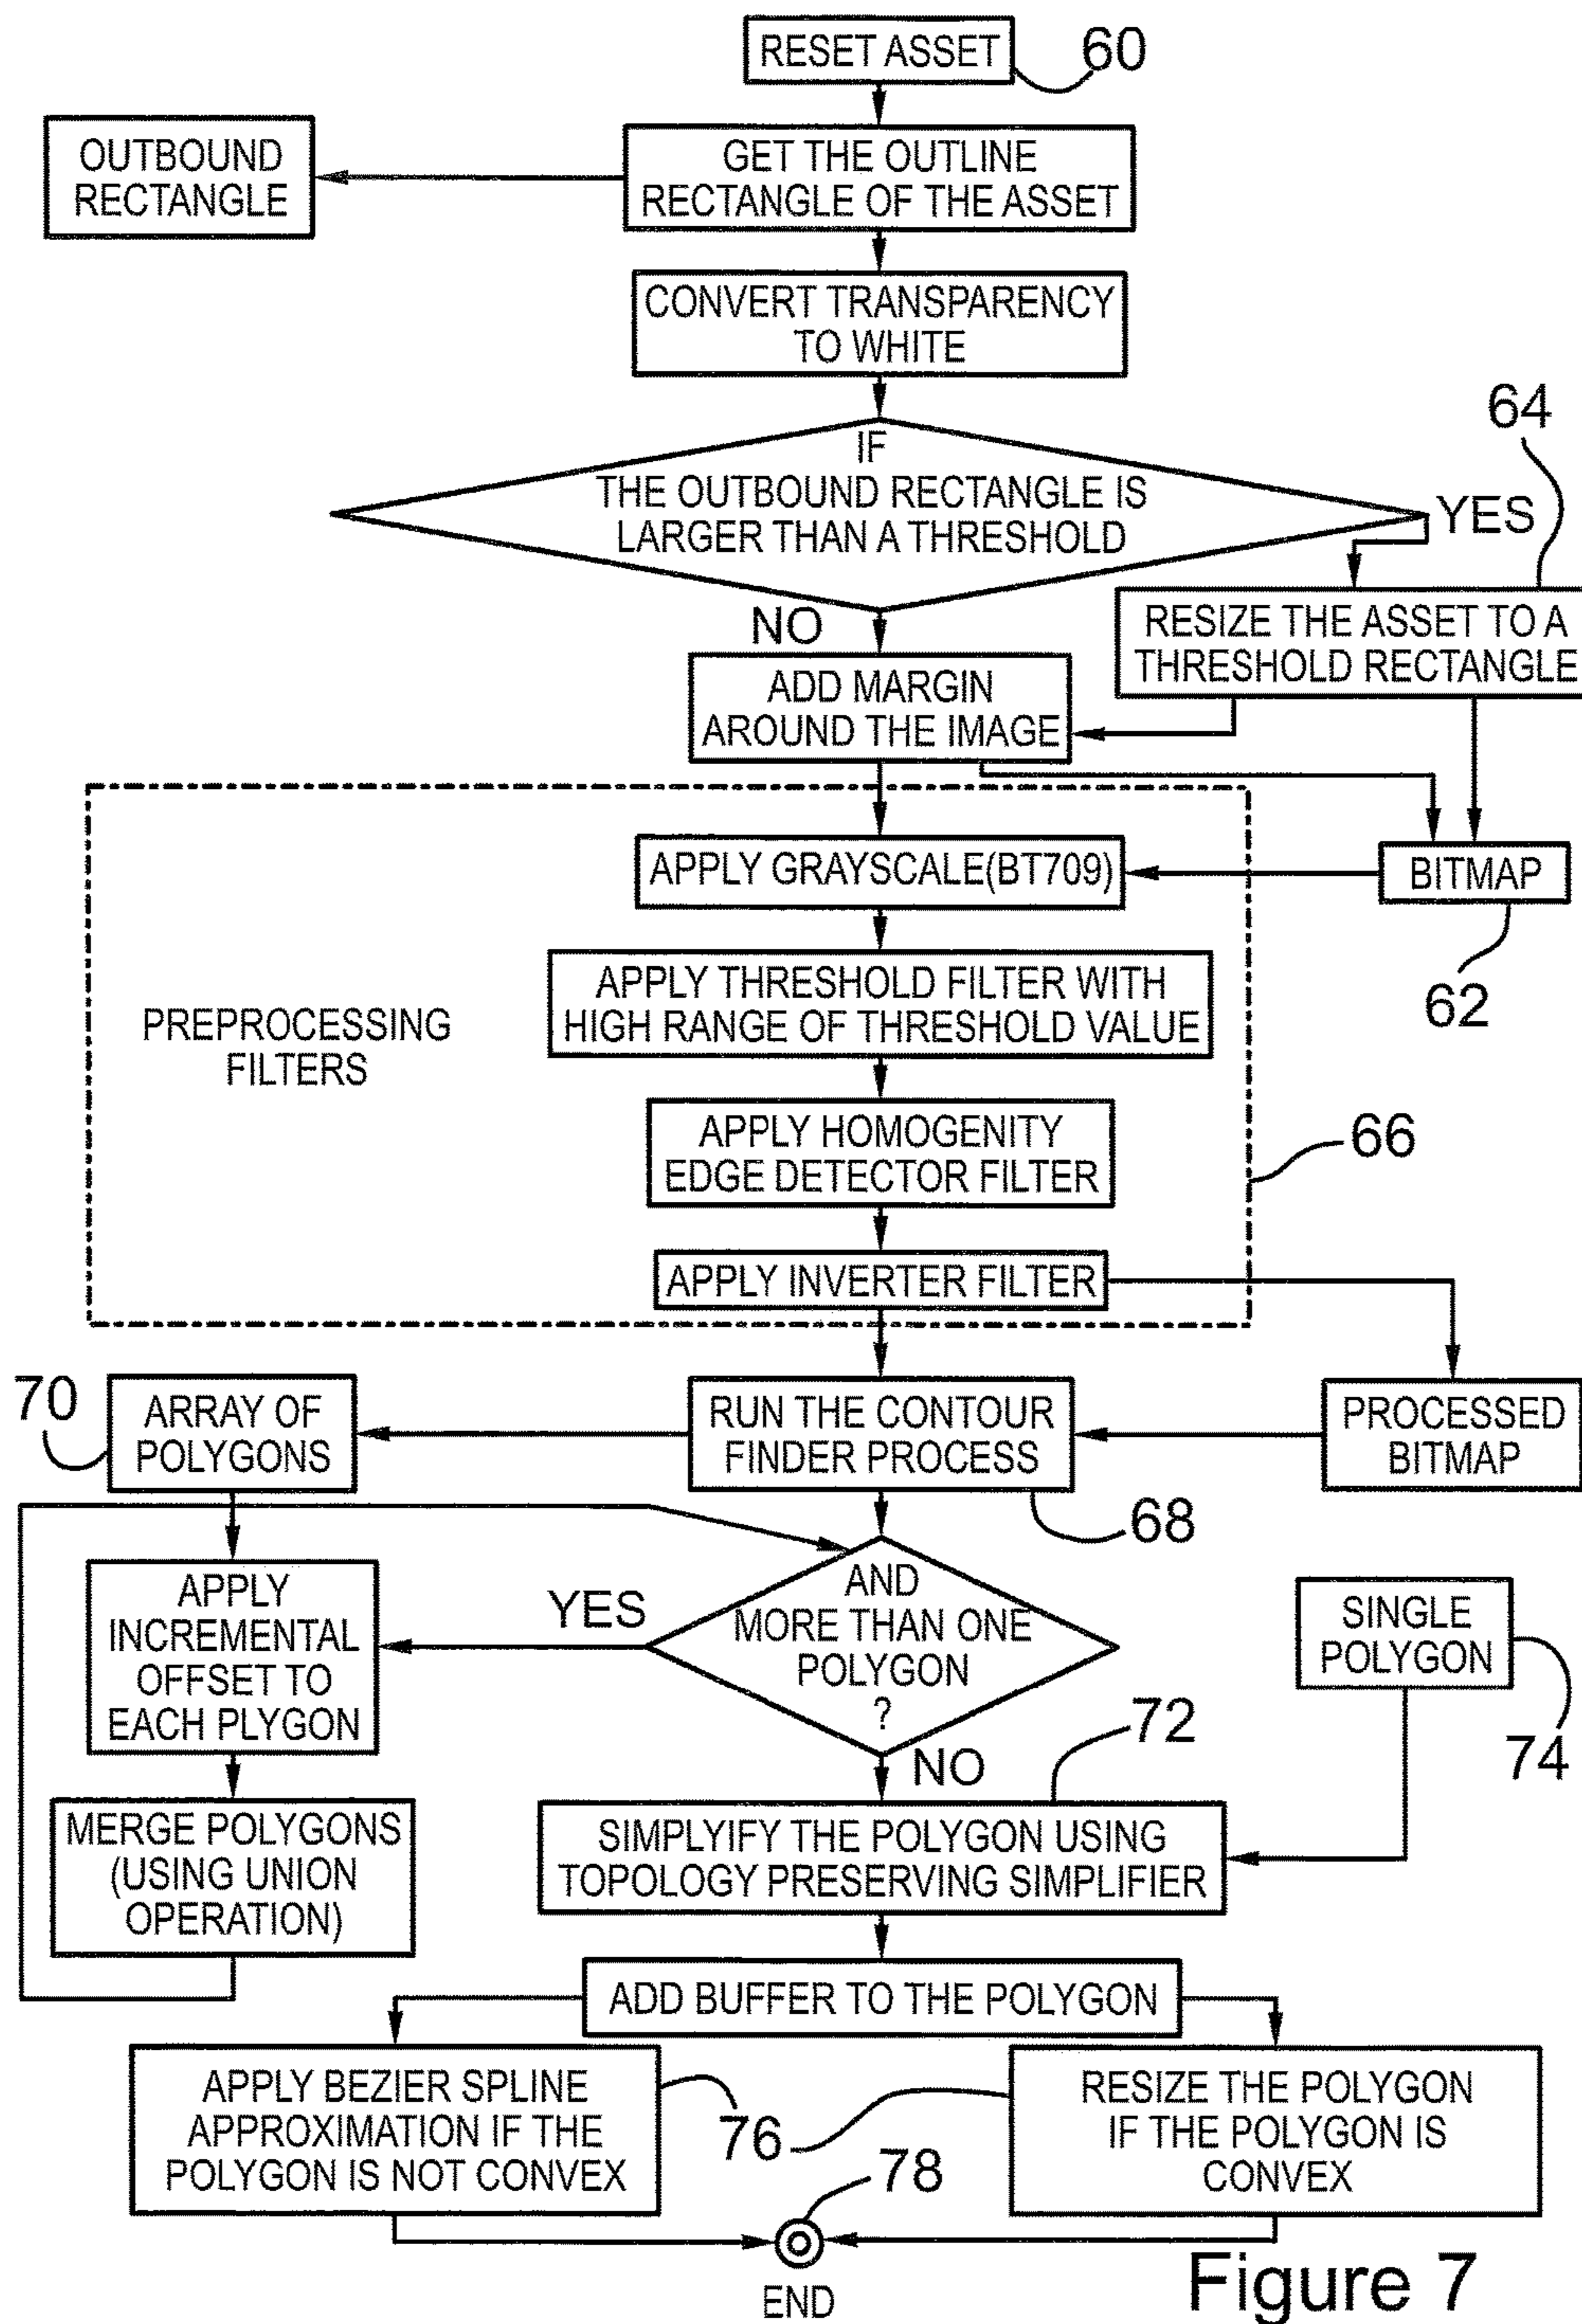 RESET ASSET
60
OUTBOUND
RECTANGLE
GET THE OUTLINE
RECTANGLE OF THE ASSET
CONVERT TRANSPARENCY
TO WHITE
64
IF
THE OUTBOUND RECTANGLE IS
LARGER THAN A THRESHOLD
YES
NO
RESIZE THE ASSET TO A
THRESHOLD RECTANGLE
ADD MARGIN
AROUND THE IMAGE
APPLY GRAYSCALE(BT709)
BITMAP
62
APPLY THRESHOLD FILTER WITH
HIGH RANGE OF THRESHOLD VALUE
PREPROCESSING
FILTERS
APPLY HOMOGENITY
EDGE DETECTOR FILTER
66
APPLY INVERTER FILTER
70
ARRAY OF
POLYGONS
RUN THE CONTOUR
FINDER PROCESS
PROCESSED
BITMAP
68
APPLY
INCREMENTAL
OFFSET TO
EACH PLYGON
YES
AND
MORE THAN ONE
POLYGON
?
SINGLE
POLYGON
72
74
NO
MERGE POLYGONS
(USING UNION
OPERATION)
SIMPLYIFY THE POLYGON USING
TOPOLOGY PRESERVING SIMPLIFIER
ADD BUFFER TO THE POLYGON
APPLY BEZIER SPLINE
APPROXIMATION IF THE
POLYGON IS NOT CONVEX
76
RESIZE THE POLYGON
IF THE POLYGON IS
CONVEX
78
END
Figure 7